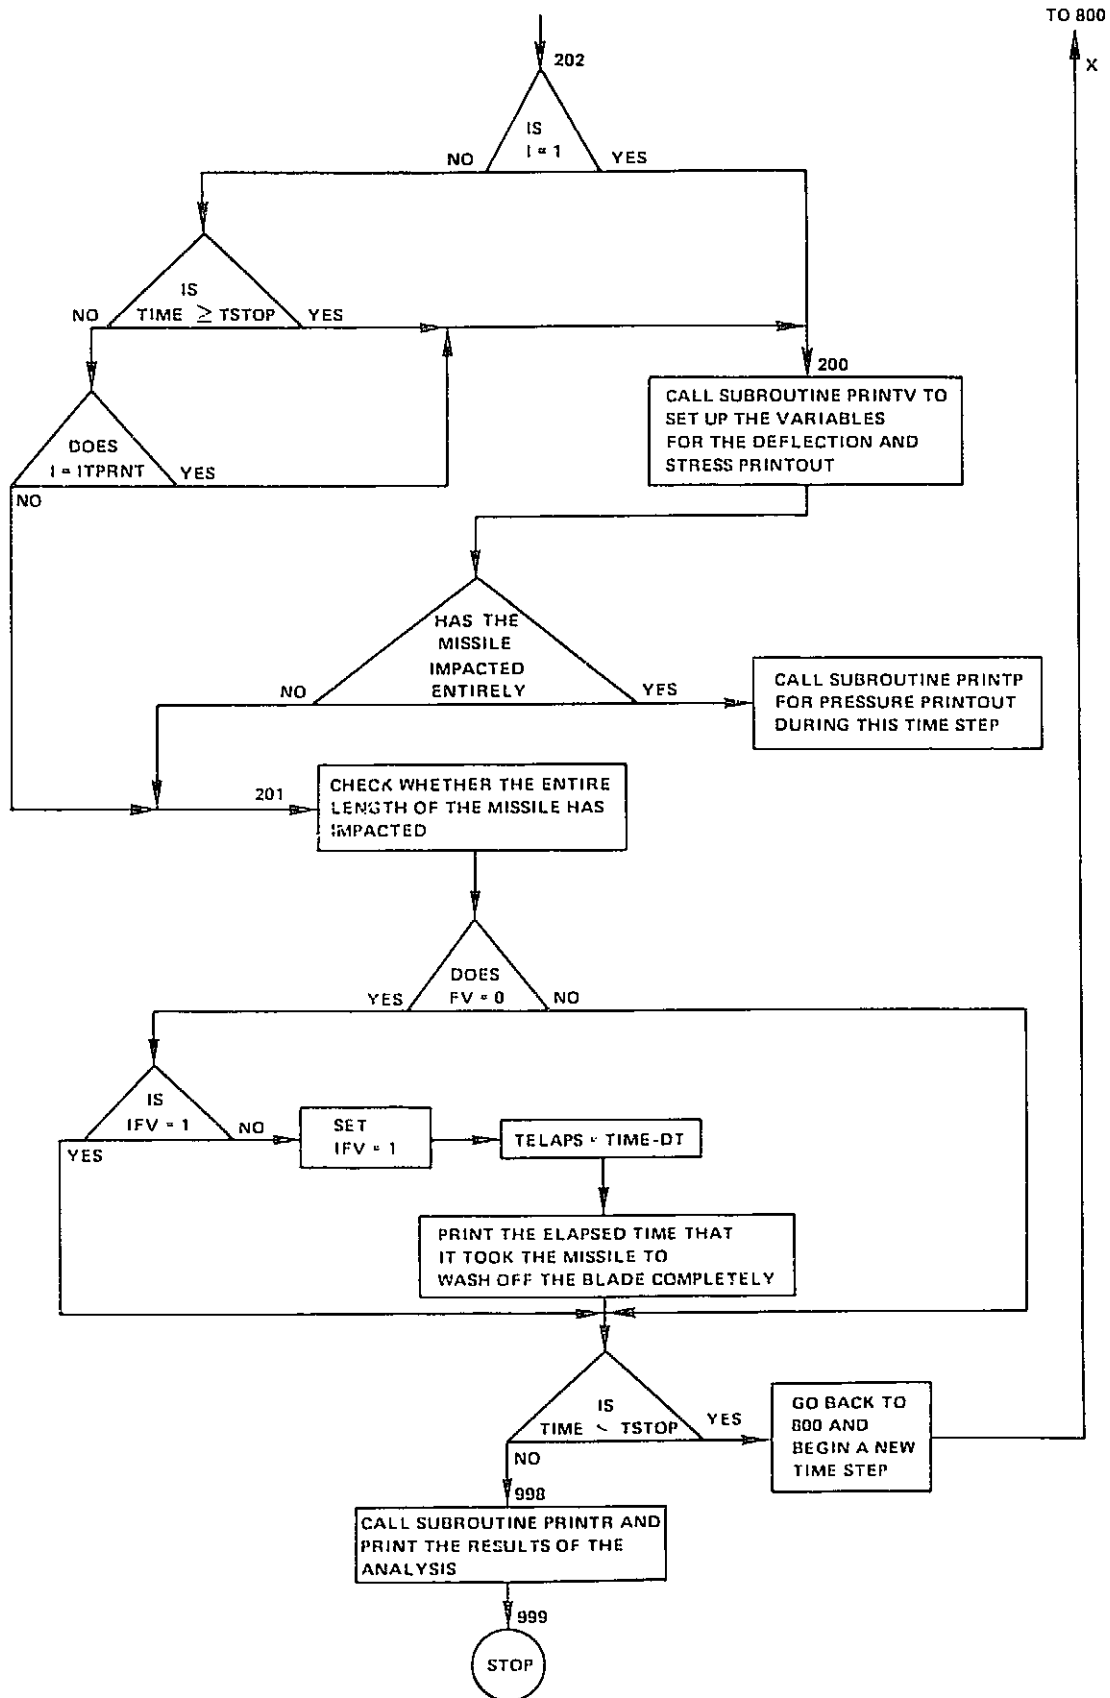 TO 800
X
202
IS
I = 1
NO
YES
IS
TIME ≥ TSTOP
NO
YES
DOES
I = ITPRNT
YES
NO
200
CALL SUBROUTINE PRINTV TO
SET UP THE VARIABLES
FOR THE DEFLECTION AND
STRESS PRINTOUT
HAS THE
MISSILE
IMPACTED
ENTIRELY
NO
YES
CALL SUBROUTINE PRINTP
FOR PRESSURE PRINTOUT
DURING THIS TIME STEP
201
CHECK WHETHER THE ENTIRE
LENGTH OF THE MISSILE HAS
IMPACTED
DOES
FV = 0
YES
NO
IS
IFV = 1
NO
YES
SET
IFV = 1
TELAPS = TIME-DT
PRINT THE ELAPSED TIME THAT
IT TOOK THE MISSILE TO
WASH OFF THE BLADE COMPLETELY
IS
TIME < TSTOP
YES
NO
GO BACK TO
800 AND
BEGIN A NEW
TIME STEP
998
CALL SUBROUTINE PRINTR AND
PRINT THE RESULTS OF THE
ANALYSIS
999
STOP